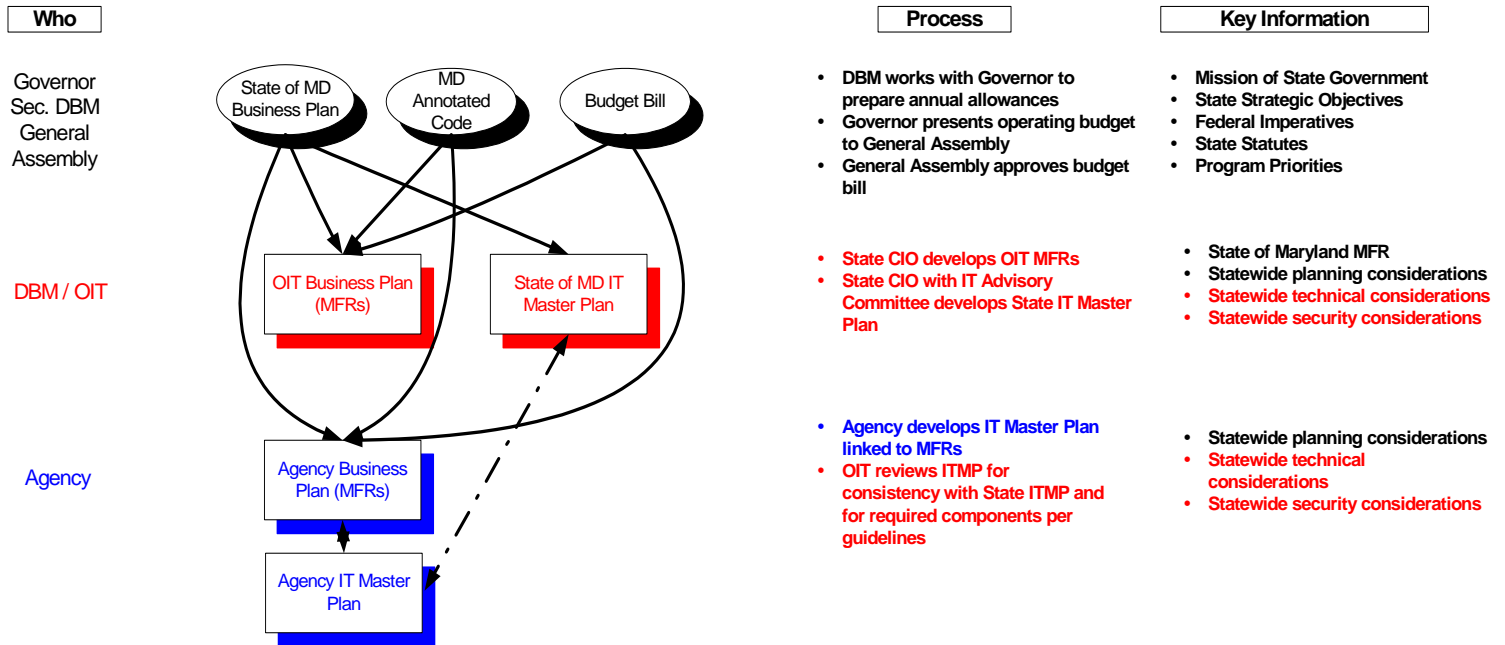 Who
Process
Key Information
Governor
Sec. DBM
General
Assembly
State of MD
Business Plan
MD
Annotated
Code
Budget Bill
• DBM works with Governor to
prepare annual allowances
• Governor presents operating budget
to General Assembly
• General Assembly approves budget
bill
• Mission of State Government
• State Strategic Objectives
• Federal Imperatives
• State Statutes
• Program Priorities
DBM / OIT
OIT Business Plan
(MFRs)
State of MD IT
Master Plan
• State CIO develops OIT MFRs
• State CIO with IT Advisory
Committee develops State IT Master
Plan
• State of Maryland MFR
• Statewide planning considerations
• Statewide technical considerations
• Statewide security considerations
Agency
Agency Business
Plan (MFRs)
Agency IT Master
Plan
• Agency develops IT Master Plan
linked to MFRs
• OIT reviews ITMP for
consistency with State ITMP and
for required components per
guidelines
• Statewide planning considerations
• Statewide technical
considerations
• Statewide security considerations